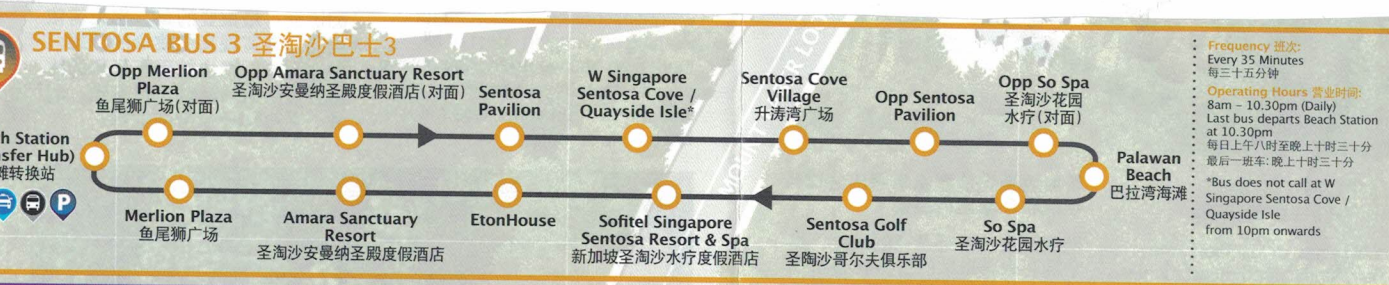 SENTOSA BUS 3 圣淘沙巴士3
Opp Merlion
Plaza
鱼尾狮广场(对面)
Opp Amara Sanctuary Resort
圣淘沙安曼纳圣殿度假酒店(对面)
Sentosa
Pavilion
W Singapore
Sentosa Cove /
Quayside Isle*
Sentosa Cove
Village
升涛湾广场
Opp Sentosa
Pavilion
Opp So Spa
圣淘沙花园
水疗(对面)
Palawan
Beach
巴拉湾海滩
h Station
sfer Hub)
滩转换站
P
Merlion Plaza
鱼尾狮广场
Amara Sanctuary
Resort
圣淘沙安曼纳圣殿度假酒店
EtonHouse
Sofitel Singapore
Sentosa Resort & Spa
新加坡圣淘沙水疗度假酒店
Sentosa Golf
Club
圣陶沙哥尔夫俱乐部
So Spa
圣淘沙花园水疗
Frequency 班次:
Every 35 Minutes
每三十五分钟
Operating Hours 营业时间:
8am – 10.30pm (Daily)
Last bus departs Beach Station
at 10.30pm
每日上午八时至晚上十时三十分
最后一班车: 晚上十时三十分
*Bus does not call at W
Singapore Sentosa Cove /
Quayside Isle
from 10pm onwards